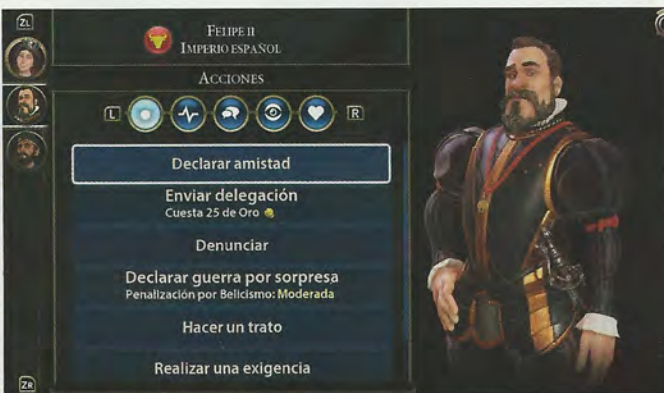 ZL
FELIPE II
IMPERIO ESPAÑOL
ACCIONES
L
R
Declarar amistad
Enviar delegación
Cuesta 25 de Oro
Denunciar
Declarar guerra por sorpresa
Penalización por Belicismo: Moderada
Hacer un trato
Realizar una exigencia
ZR